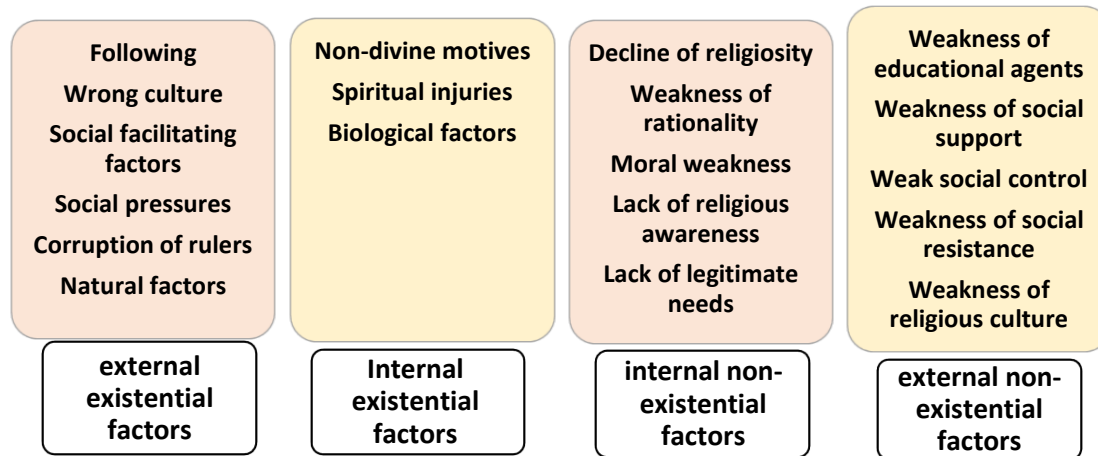 Following
Wrong culture
Social facilitating
factors
Social pressures
Corruption of rulers
Natural factors
external
existential
factors
Non-divine motives
Spiritual injuries
Biological factors
Internal
existential
factors
Decline of religiosity
Weakness of
rationality
Moral weakness
Lack of religious
awareness
Lack of legitimate
needs
internal non-
existential
factors
Weakness of
educational agents
Weakness of social
support
Weak social control
Weakness of social
resistance
Weakness of
religious culture
external non-
existential
factors